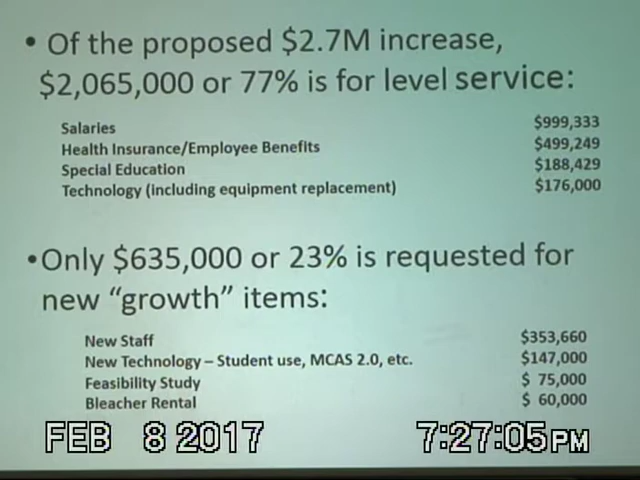 • Of the proposed $2.7M increase,
$2,065,000 or 77% is for level service:
Salaries $999,333
Health Insurance/Employee Benefits $499,249
Special Education $188,429
Technology (including equipment replacement) $176,000
• Only $635,000 or 23% is requested for
new “growth” items:
New Staff $353,660
New Technology – Student use, MCAS 2.0, etc. $147,000
Feasibility Study $ 75,000
Bleacher Rental $ 60,000
FEB 8 2017 7:27:05 PM